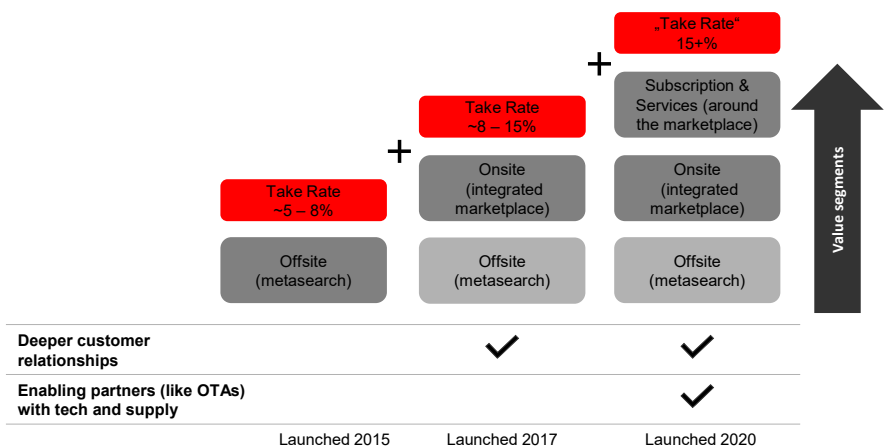 „Take Rate“
15+%
Subscription &
Services (around
the marketplace)
Take Rate
~8 – 15%
Onsite
(integrated
marketplace)
Onsite
(integrated
marketplace)
Take Rate
~5 – 8%
Offsite
(metasearch)
Offsite
(metasearch)
Offsite
(metasearch)
Value segments
Deeper customer
relationships
Enabling partners (like OTAs)
with tech and supply
Launched 2015
Launched 2017
Launched 2020